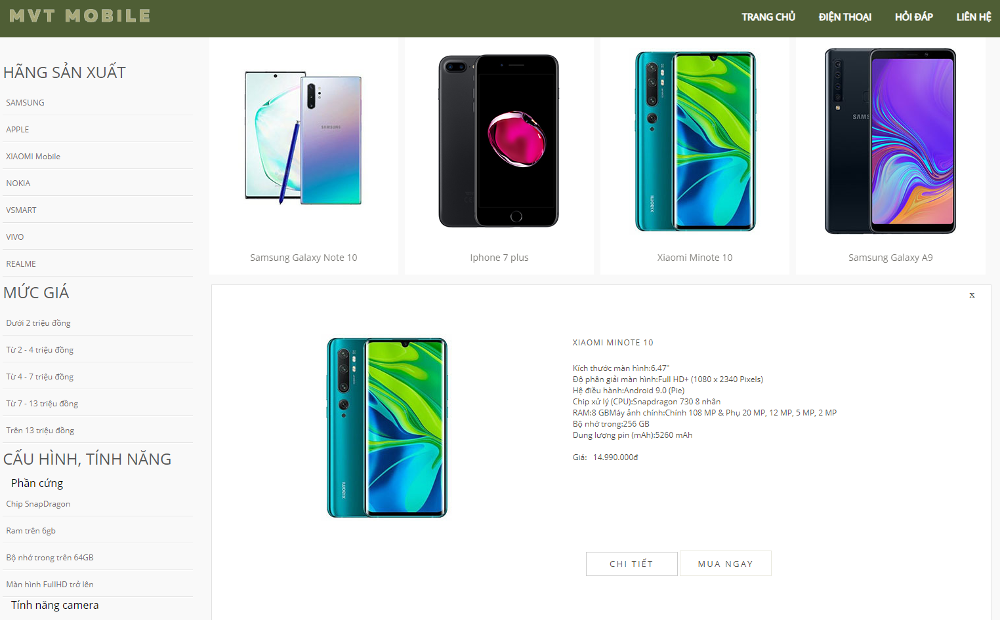 MVT MOBILE
TRANG CHỦ
ĐIỆN THOẠI
HỎI ĐÁP
LIÊN HỆ
HÃNG SẢN XUẤT
SAMSUNG
APPLE
XIAOMI Mobile
NOKIA
VSMART
VIVO
REALME
MỨC GIÁ
Dưới 2 triệu đồng
Từ 2 - 4 triệu đồng
Từ 4 - 7 triệu đồng
Từ 7 - 13 triệu đồng
Trên 13 triệu đồng
CẤU HÌNH, TÍNH NĂNG
Phần cứng
Chip SnapDragon
Ram trên 6gb
Bộ nhớ trong trên 64GB
Màn hình FullHD trở lên
Tính năng camera
SAMSUNG
xiaomi
SAMS
Samsung Galaxy Note 10
Iphone 7 plus
Xiaomi Minote 10
Samsung Galaxy A9
x
xiaomi
XIAOMI MINOTE 10
Kích thước màn hình:6.47"
Độ phân giải màn hình:Full HD+ (1080 x 2340 Pixels)
Hệ điều hành:Android 9.0 (Pie)
Chip xử lý (CPU):Snapdragon 730 8 nhân
RAM:8 GBMáy ảnh chính:Chính 108 MP & Phụ 20 MP, 12 MP, 5 MP, 2 MP
Bộ nhớ trong:256 GB
Dung lượng pin (mAh):5260 mAh
Giá: 14.990.000đ
CHI TIẾT
MUA NGAY